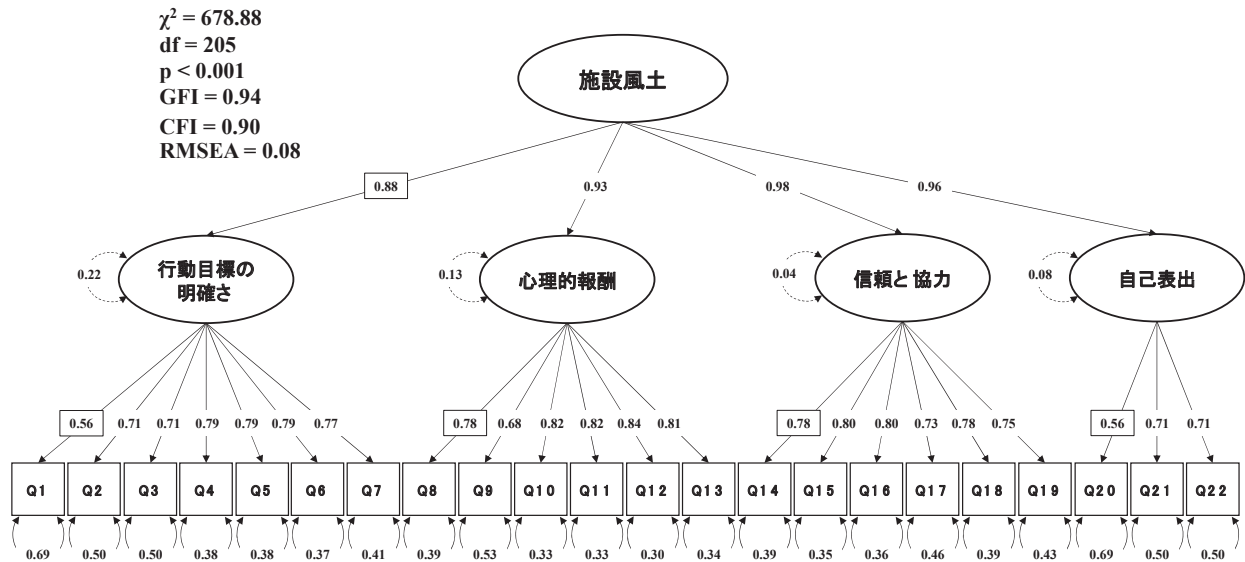 χ² = 678.88
df = 205
p < 0.001
GFI = 0.94
CFI = 0.90
RMSEA = 0.08
施設風土
0.88 0.93 0.98 0.96
0.22 行動目標の
明確さ
0.13 心理的報酬
0.04 信頼と協力
0.08 自己表出
0.56 0.71 0.71 0.79 0.79 0.79 0.77 0.78 0.68 0.82 0.82 0.84 0.81 0.78 0.80 0.80 0.73 0.78 0.75 0.56 0.71 0.71
Q1 Q2 Q3 Q4 Q5 Q6 Q7 Q8 Q9 Q10 Q11 Q12 Q13 Q14 Q15 Q16 Q17 Q18 Q19 Q20 Q21 Q22
0.69 0.50 0.50 0.38 0.38 0.37 0.41 0.39 0.53 0.33 0.33 0.30 0.34 0.39 0.35 0.36 0.46 0.39 0.43 0.69 0.50 0.50